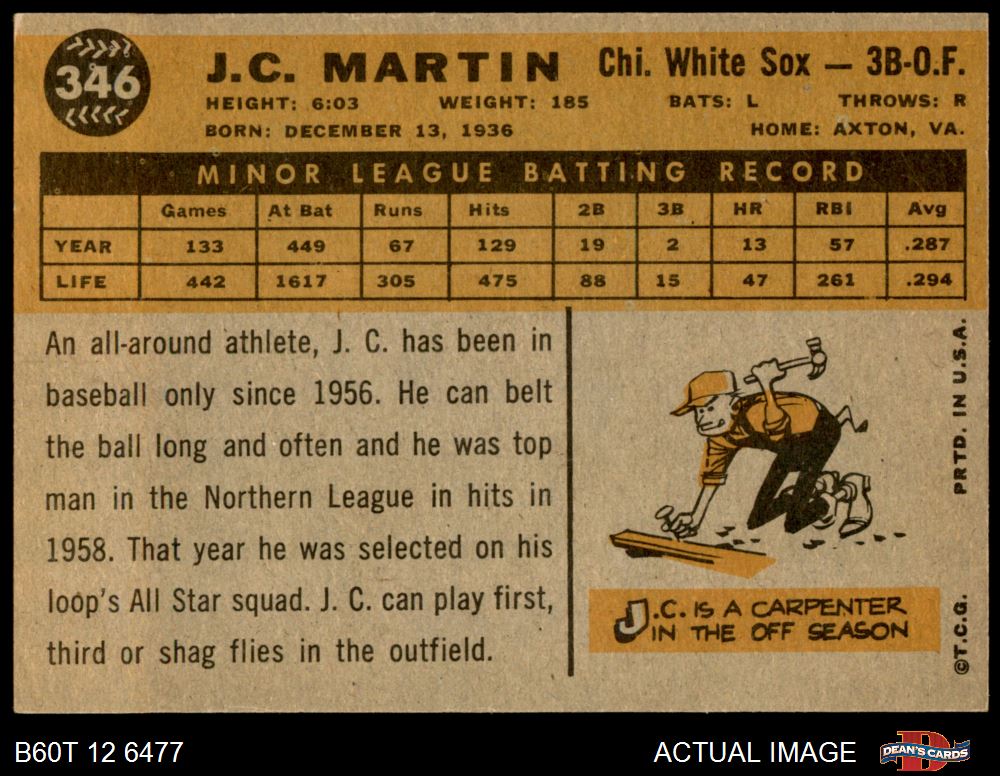 346
J.C. MARTIN Chi. White Sox — 3B-O.F.
HEIGHT: 6:03 WEIGHT: 185 BATS: L THROWS: R
BORN: DECEMBER 13, 1936 HOME: AXTON, VA.
MINOR LEAGUE BATTING RECORD
Games At Bat Runs Hits 2B 3B HR RBI Avg
YEAR 133 449 67 129 19 2 13 57 .287
LIFE 442 1617 305 475 88 15 47 261 .294
An all-around athlete, J. C. has been in
baseball only since 1956. He can belt
the ball long and often and he was top
man in the Northern League in hits in
1958. That year he was selected on his
loop's All Star squad. J. C. can play first,
third or shag flies in the outfield.
J.C. IS A CARPENTER
IN THE OFF SEASON
PRTD. IN U.S.A.
©T.C.G.
B60T 12 6477 ACTUAL IMAGE
D
DEAN'S CARDS